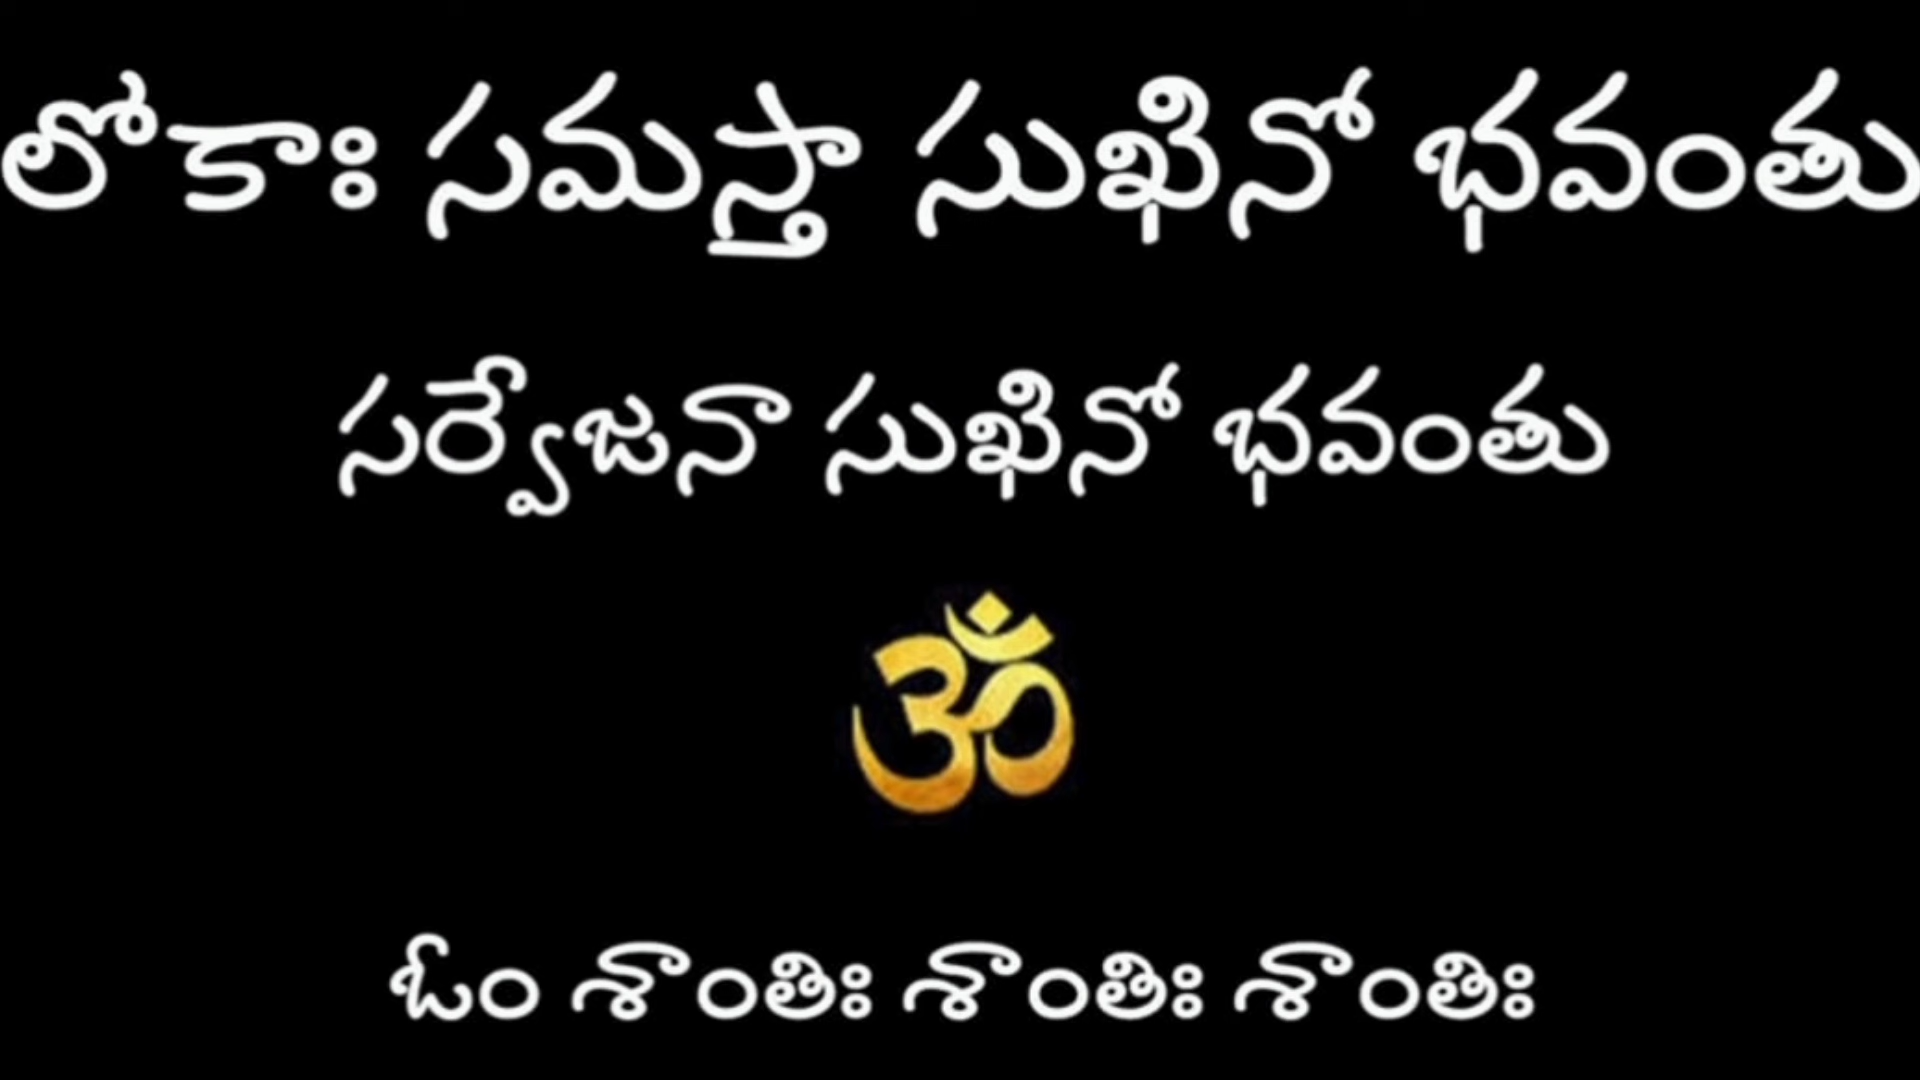 లోకాః సమస్తా సుఖినో భవంతు
సర్వేజనా సుఖినో భవంతు
ॐ
ఓం శాంతిః శాంతిః శాంతిః